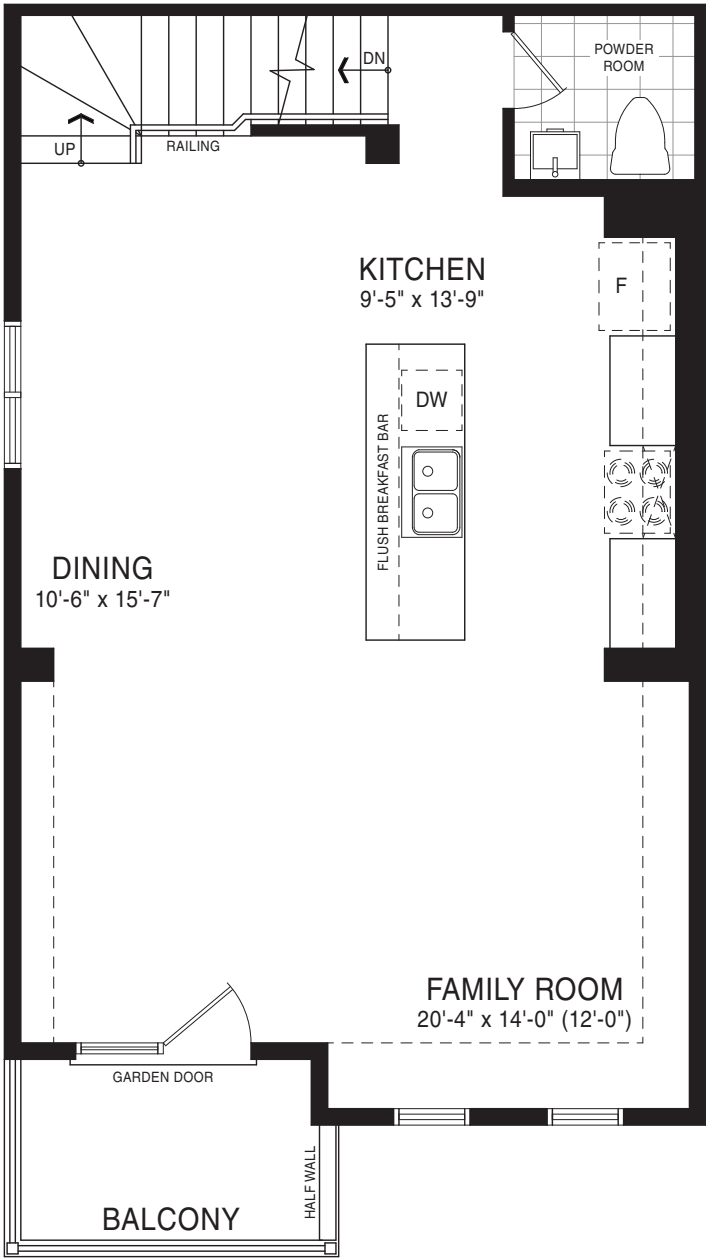 POWDER
ROOM
DN
UP
RAILING
KITCHEN
9'-5" x 13'-9"
F
DW
FLUSH BREAKFAST BAR
DINING
10'-6" x 15'-7"
FAMILY ROOM
20'-4" x 14'-0" (12'-0")
GARDEN DOOR
HALF WALL
BALCONY